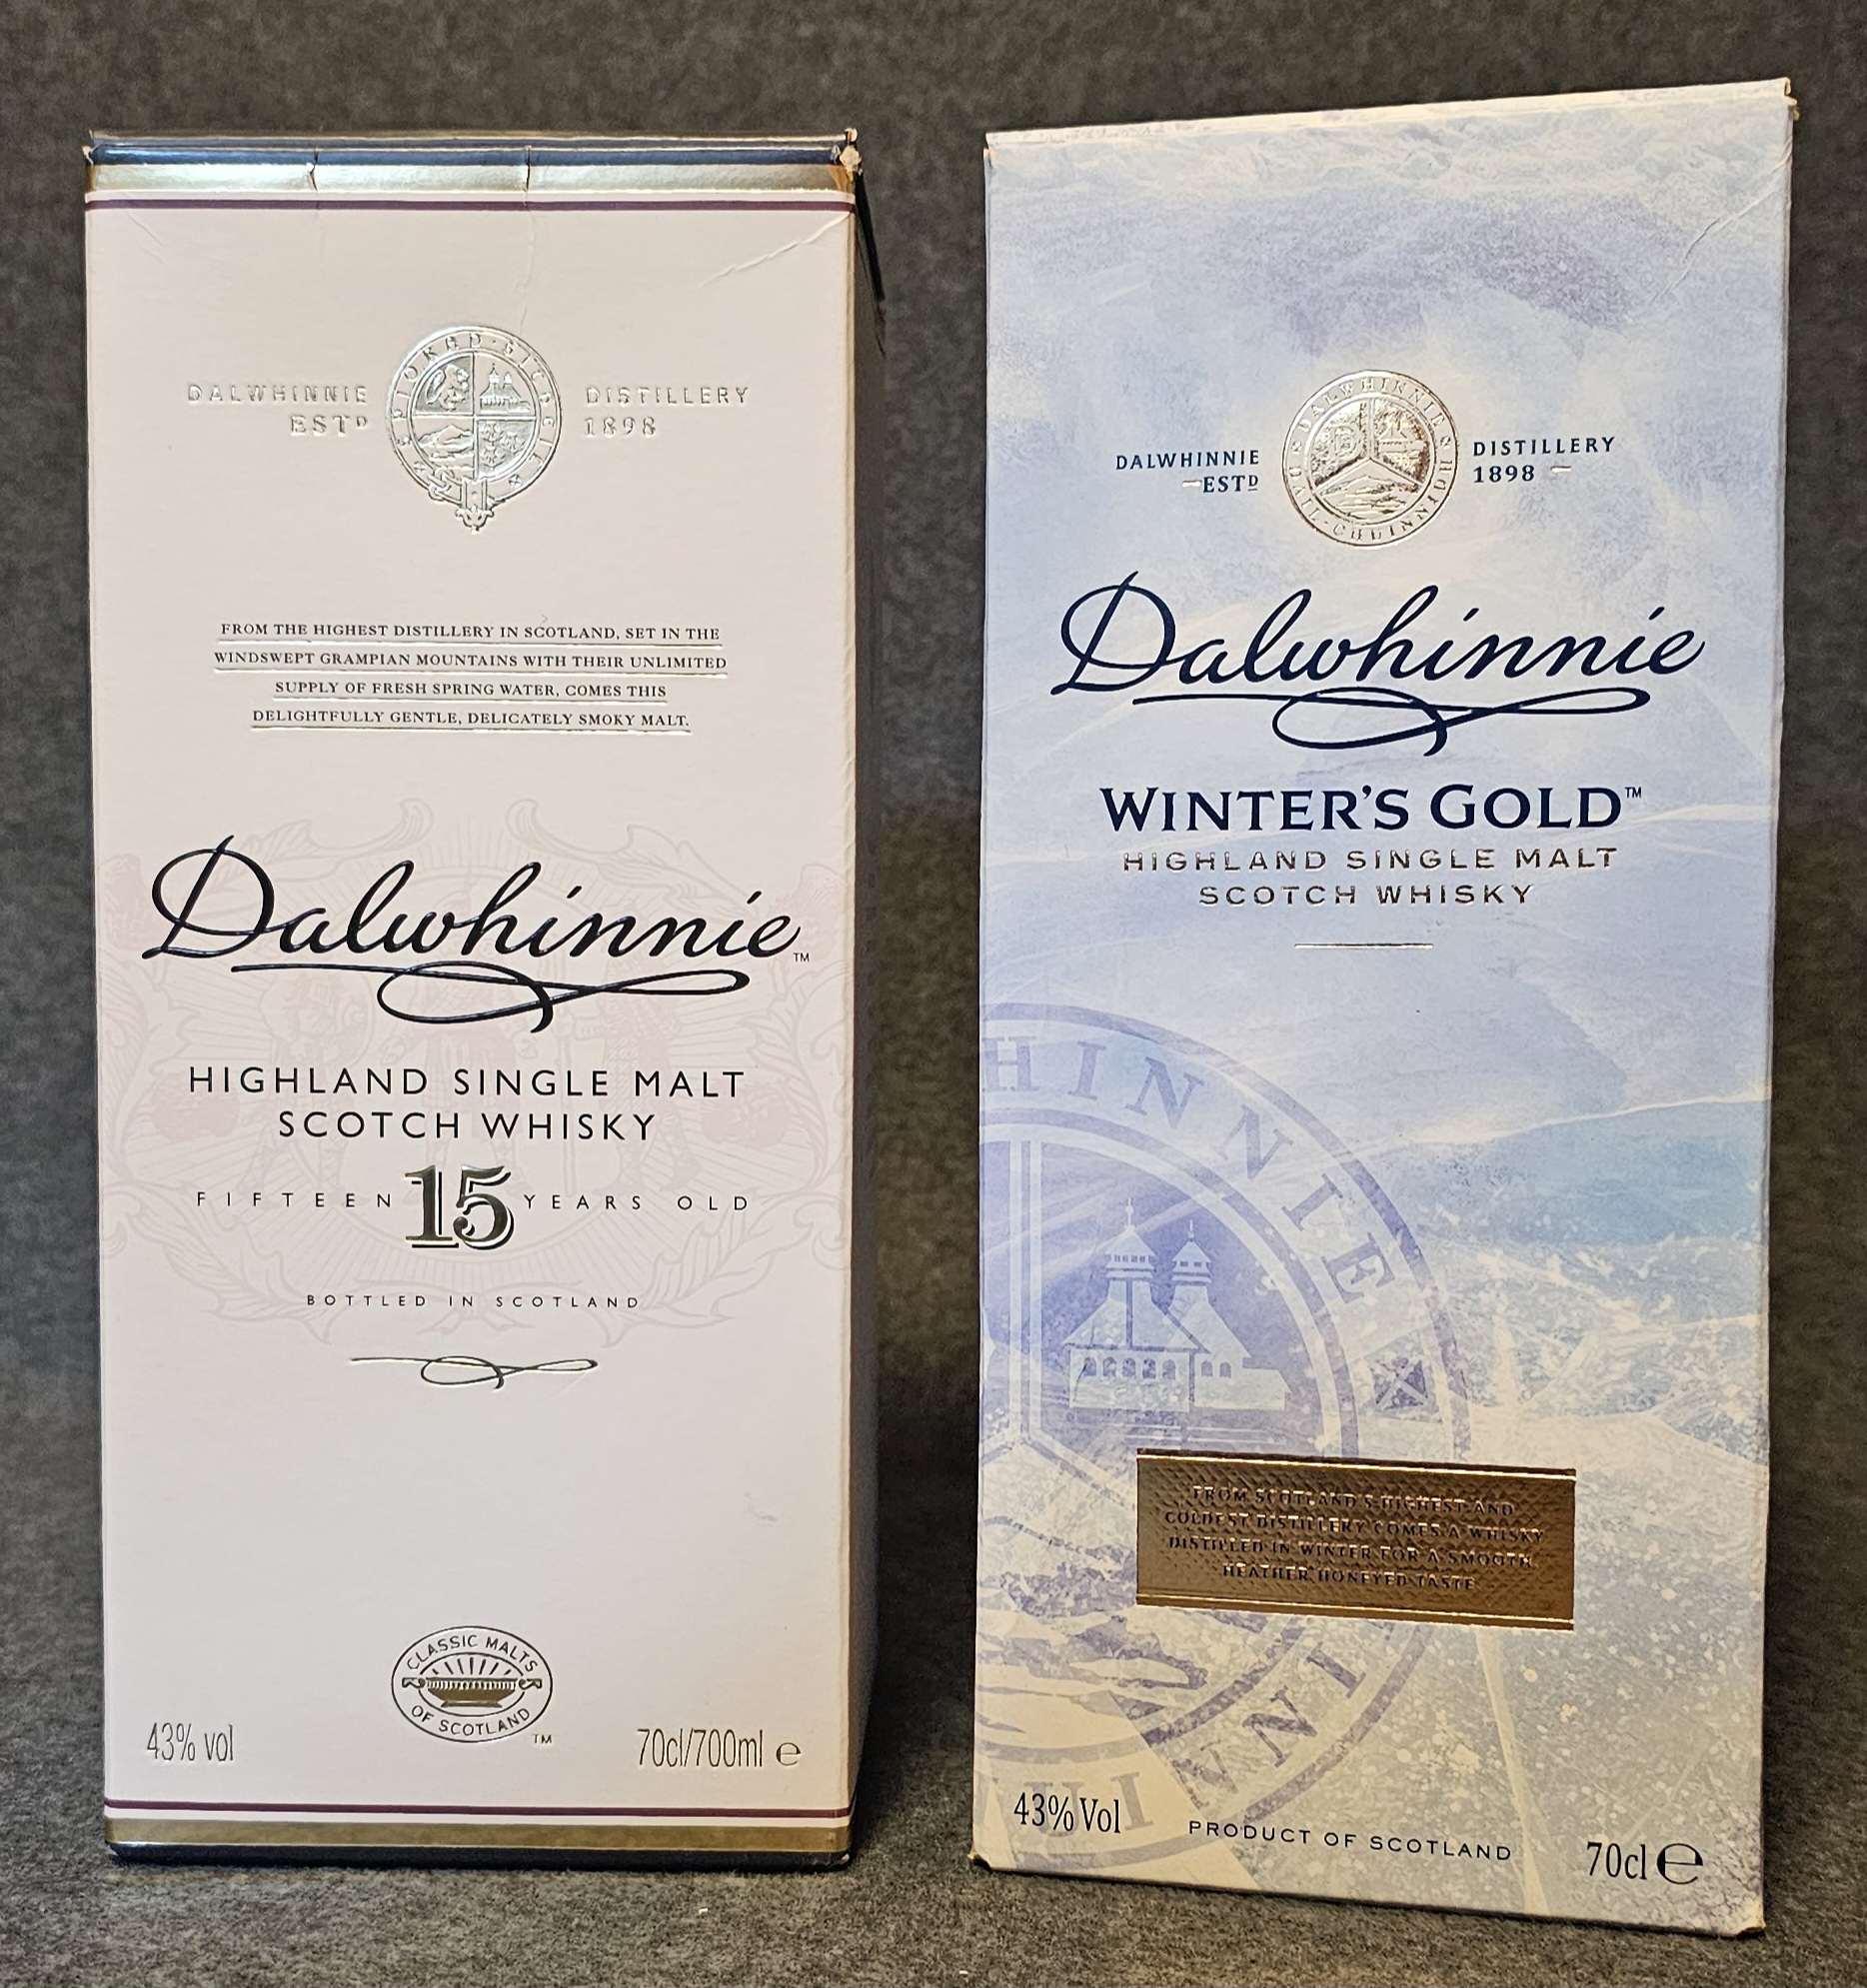 DALWHINNIE
ESTD
DISTILLERY
1898
FROM THE HIGHEST DISTILLERY IN SCOTLAND, SET IN THE
WINDSWEPT GRAMPIAN MOUNTAINS WITH THEIR UNLIMITED
SUPPLY OF FRESH SPRING WATER, COMES THIS
DELIGHTFULLY GENTLE, DELICATELY SMOKY MALT.
Dalwhinnie™
HIGHLAND SINGLE MALT
SCOTCH WHISKY
FIFTEEN 15 YEARS OLD
BOTTLED IN SCOTLAND
CLASSIC MALTS
OF SCOTLAND
™
43% vol
70cl/700ml e
DALWHINNIE
ESTD
DALWHINNIE
DISTILLERY
1898
Dalwhinnie
WINTER'S GOLD™
HIGHLAND SINGLE MALT
SCOTCH WHISKY
HINNIE
FROM SCOTLAND'S HIGHEST AND
COLDEST DISTILLERY COMES A WHISKY
DISTILLED IN WINTER FOR A SMOOTH
HEATHER HONEYED TASTE
43% Vol
PRODUCT OF SCOTLAND
70cl e